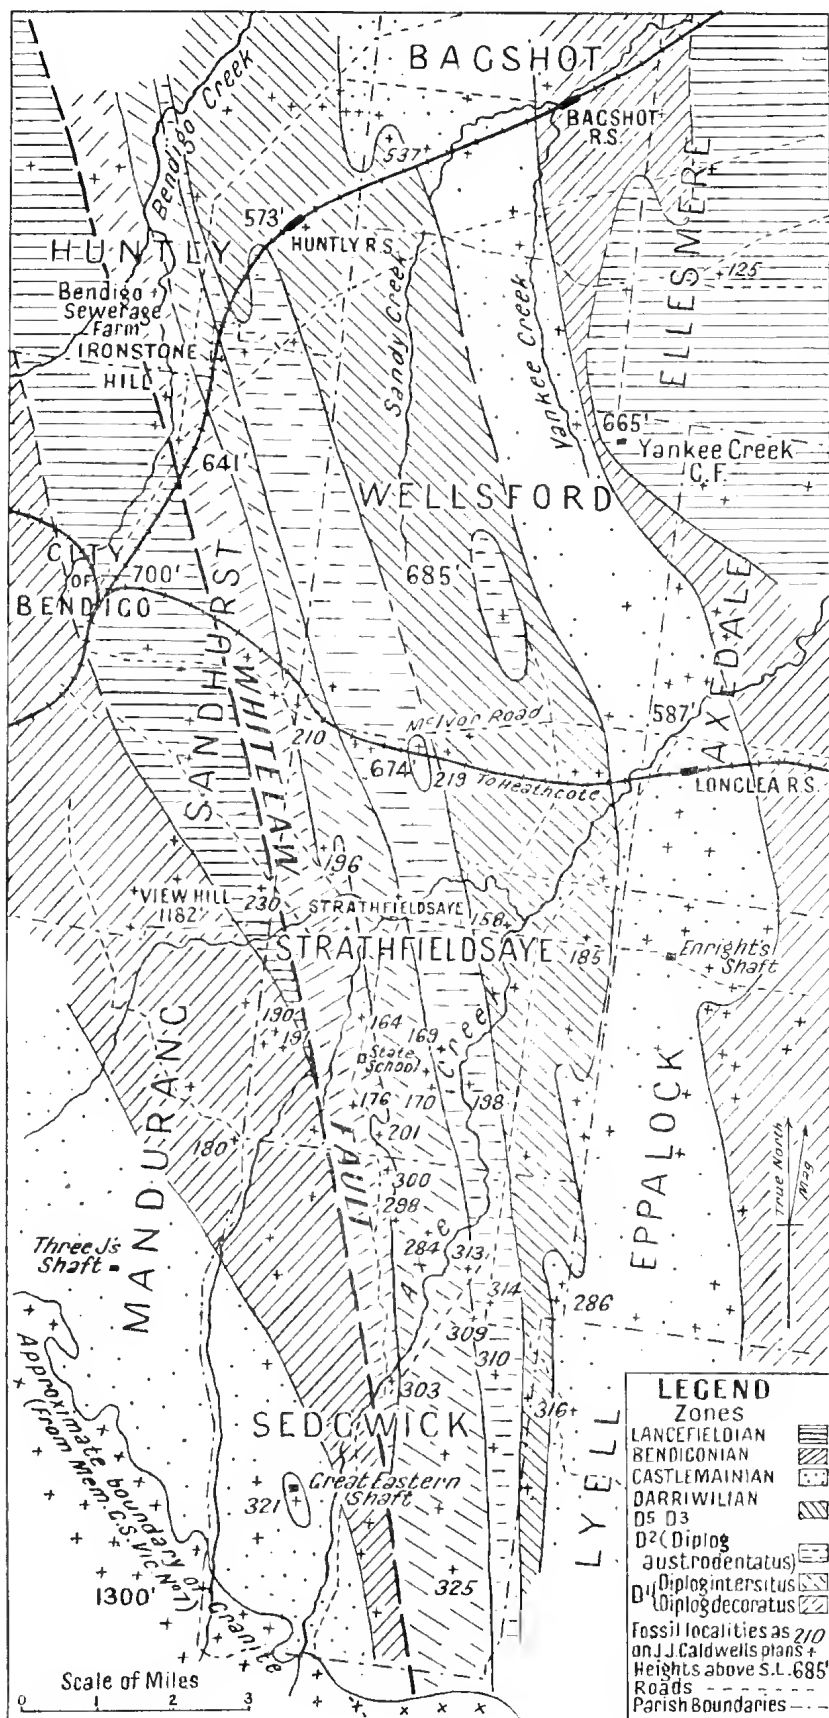 BAGSHOT
Bendigo Creek
BAGSHOT
R.S.
537
573'
HUNTLY
HUNTLY R.S.
Bendigo
Sewerage
Farm
IRONSTONE
HILL
Sandy Creek
Yankee Creek
ELLESMERE
125
665'
Yankee Creek
C.F.
641'
WELLSFORD
CITY
OF
BENDIGO
700'
685'
SANDHURST
WHITELAW
FAULT
AXEDALE
McIvor Road
587'
210
674'
219 To Heathcote
LONGLEA R.S.
196
VIEW HILL
1182'
230
STRATHFIELDSAYE
158
STRATHFIELDSAYE
185
Enright's
Shaft
190
191
164
169
State
School
AXE Creek
176
170
198
201
180
MANDURANG
EPPALOCK
True North
Mag
300
298
284
313
Three J's
Shaft
314
286
309
310
303
316
SEDGWICK
LYELL
Approximate boundary of Granite
(From Mem. G.S. Vic. No 7)
Great Eastern
Shaft
321
1300'
325
Scale of Miles
0 1 2 3
LEGEND
Zones
LANCEFIELDIAN
BENDIGONIAN
CASTLEMAINIAN
DARRIWILIAN
D5 D3
D2 (Diplog
austrodentatus)
D1 {Diplog intersitus
(Diplog decoratus
Fossil localities as 210
on J.J. Caldwells plans +
Heights above S.L. 685'
Roads
Parish Boundaries